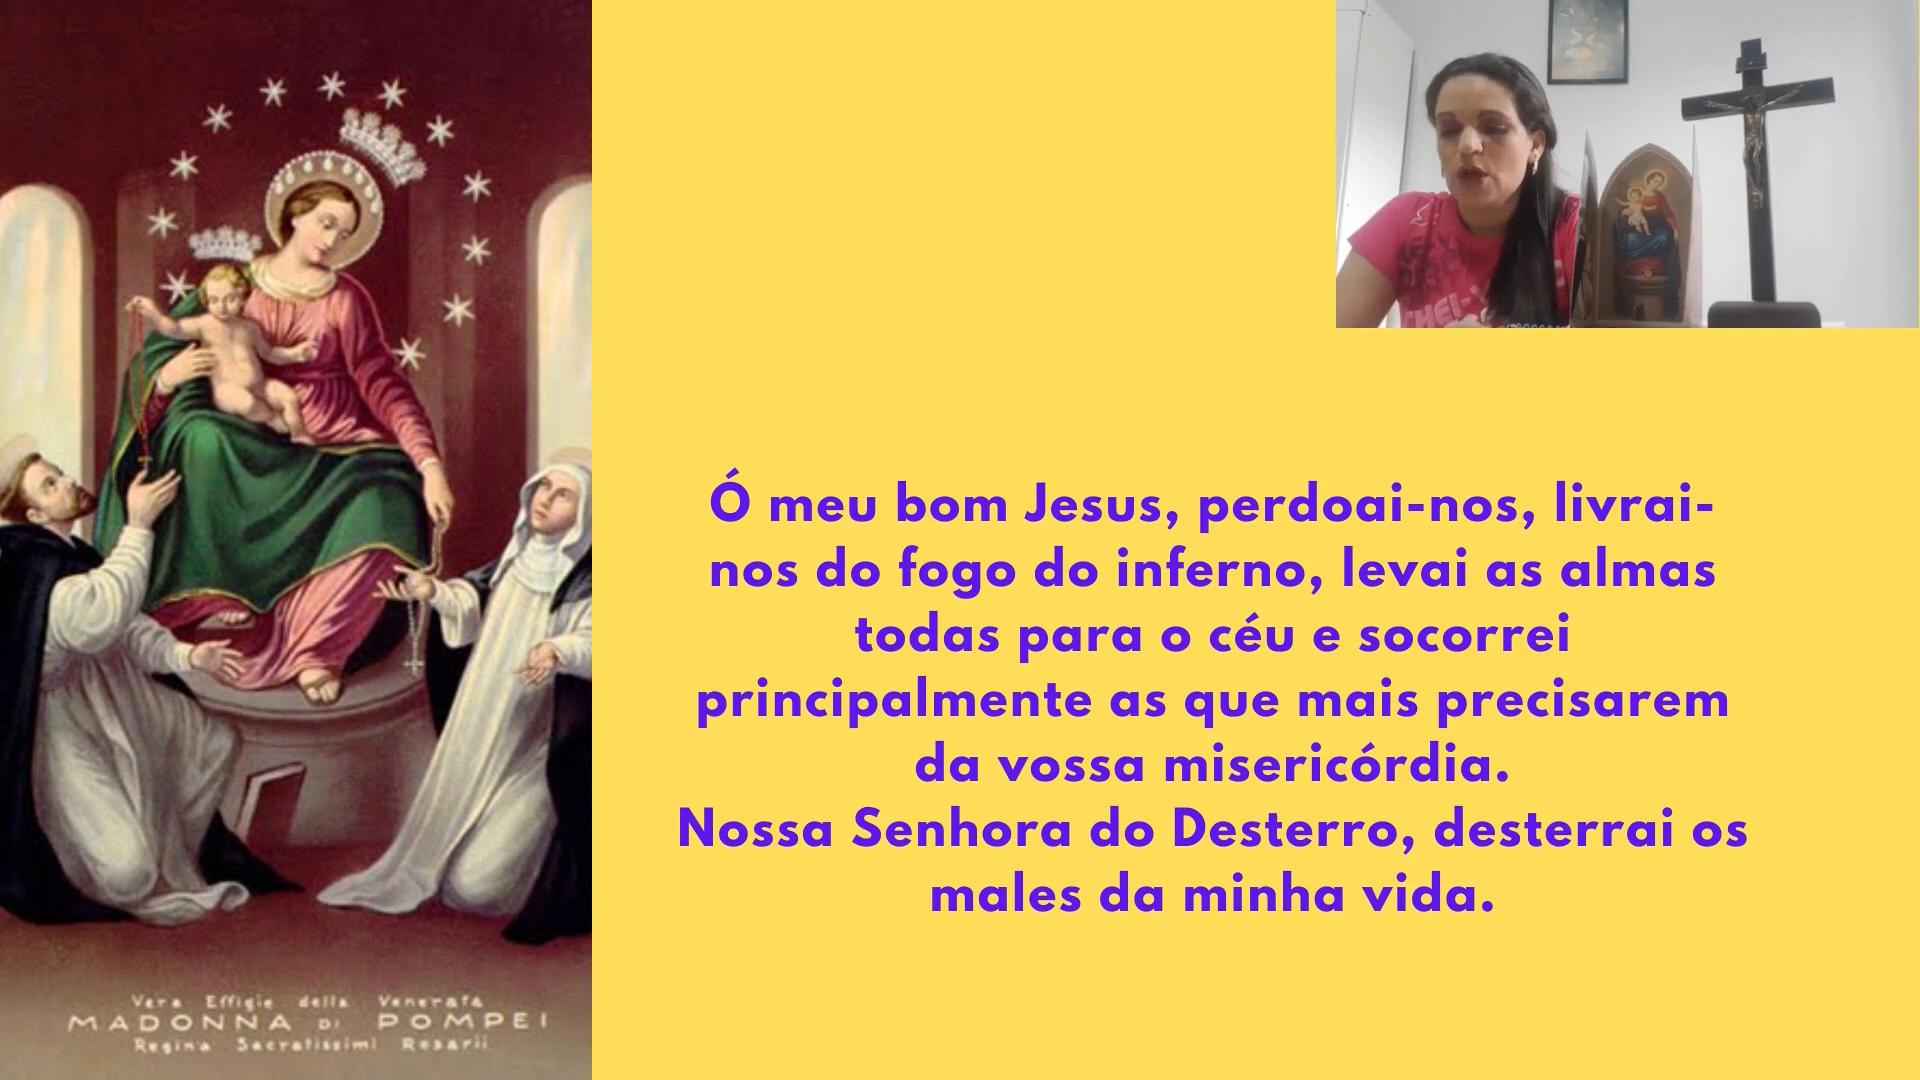 Ó meu bom Jesus, perdoai-nos, livrai-
nos do fogo do inferno, levai as almas
todas para o céu e socorrei
principalmente as que mais precisarem
da vossa misericórdia.
Nossa Senhora do Desterro, desterrai os
males da minha vida.
Vera Effigie della Venerata
MADONNA DI POMPEI
Regina Sacratissimi Rosarii